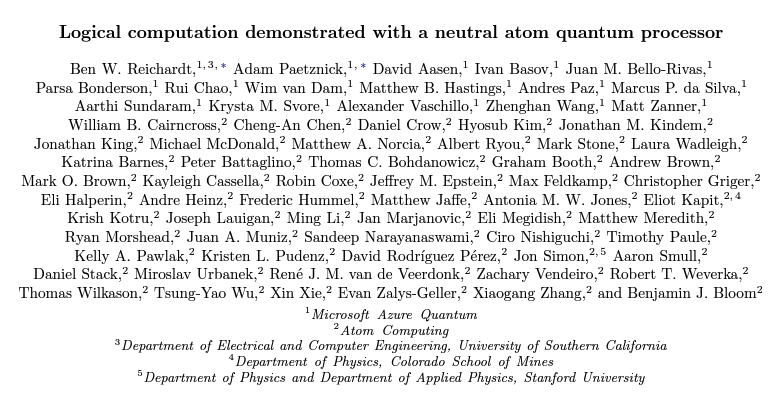 Logical computation demonstrated with a neutral atom quantum processor
Ben W. Reichardt,1,3,* Adam Paetznick,1,* David Aasen,1 Ivan Basov,1 Juan M. Bello-Rivas,1
Parsa Bonderson,1 Rui Chao,1 Wim van Dam,1 Matthew B. Hastings,1 Andres Paz,1 Marcus P. da Silva,1
Aarthi Sundaram,1 Krysta M. Svore,1 Alexander Vaschillo,1 Zhenghan Wang,1 Matt Zanner,1
William B. Cairncross,2 Cheng-An Chen,2 Daniel Crow,2 Hyosub Kim,2 Jonathan M. Kindem,2
Jonathan King,2 Michael McDonald,2 Matthew A. Norcia,2 Albert Ryou,2 Mark Stone,2 Laura Wadleigh,2
Katrina Barnes,2 Peter Battaglino,2 Thomas C. Bohdanowicz,2 Graham Booth,2 Andrew Brown,2
Mark O. Brown,2 Kayleigh Cassella,2 Robin Coxe,2 Jeffrey M. Epstein,2 Max Feldkamp,2 Christopher Griger,2
Eli Halperin,2 Andre Heinz,2 Frederic Hummel,2 Matthew Jaffe,2 Antonia M. W. Jones,2 Eliot Kapit,2,4
Krish Kotru,2 Joseph Lauigan,2 Ming Li,2 Jan Marjanovic,2 Eli Megidish,2 Matthew Meredith,2
Ryan Morshead,2 Juan A. Muniz,2 Sandeep Narayanaswami,2 Ciro Nishiguchi,2 Timothy Paule,2
Kelly A. Pawlak,2 Kristen L. Pudenz,2 David Rodríguez Pérez,2 Jon Simon,2,5 Aaron Smull,2
Daniel Stack,2 Miroslav Urbanek,2 René J. M. van de Veerdonk,2 Zachary Vendeiro,2 Robert T. Weverka,2
Thomas Wilkason,2 Tsung-Yao Wu,2 Xin Xie,2 Evan Zalys-Geller,2 Xiaogang Zhang,2 and Benjamin J. Bloom2
1Microsoft Azure Quantum
2Atom Computing
3Department of Electrical and Computer Engineering, University of Southern California
4Department of Physics, Colorado School of Mines
5Department of Physics and Department of Applied Physics, Stanford University